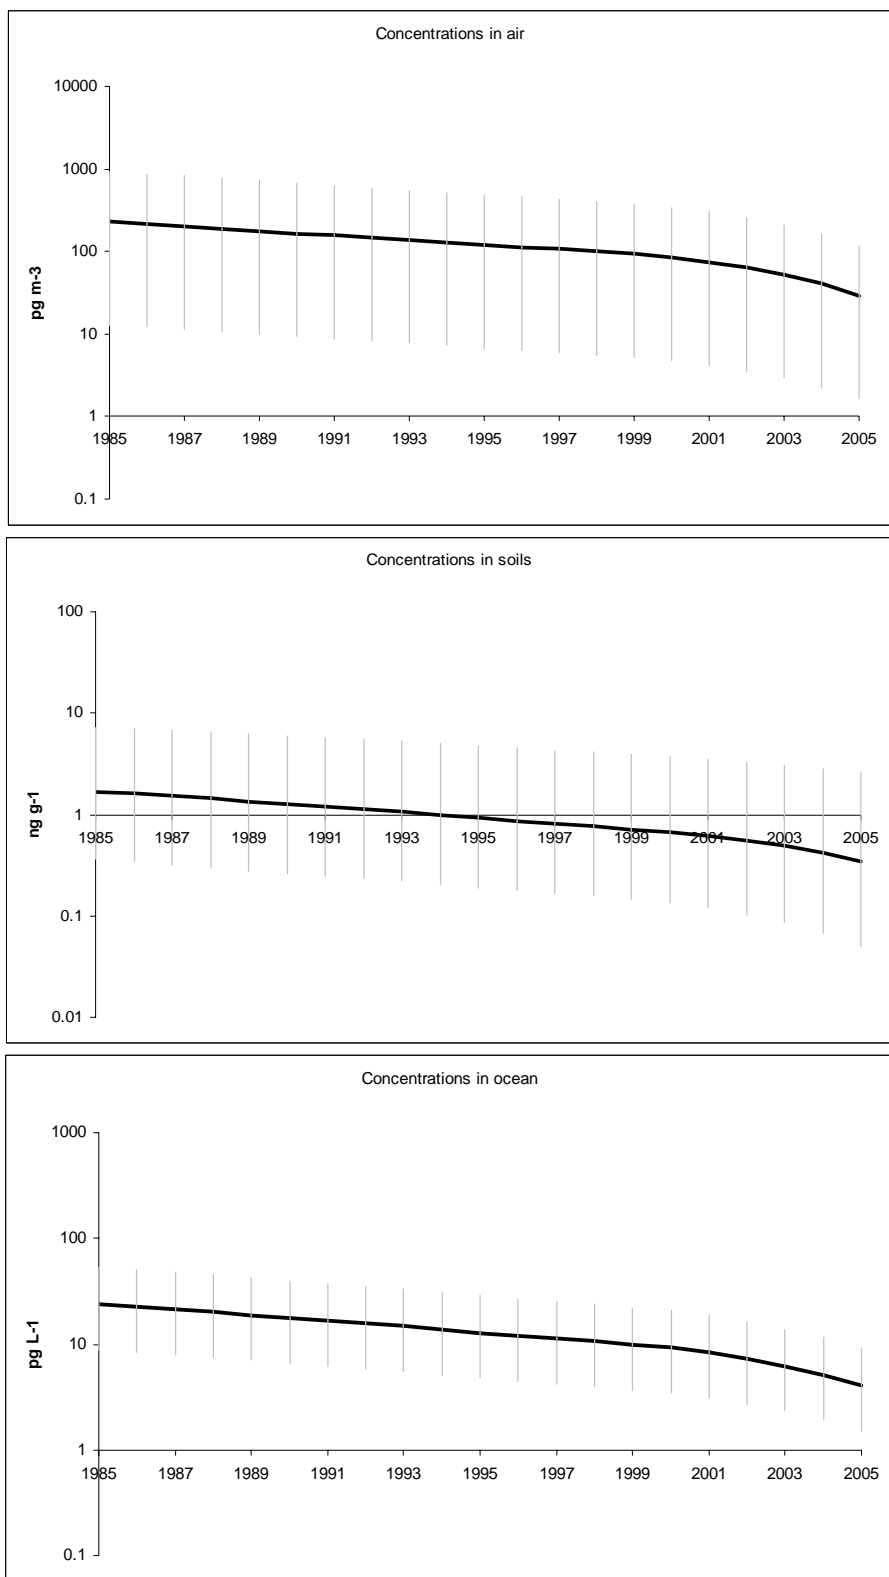 Concentrations in air
10000
1000
100
10
1
0.1
pg m-3
1985 1987 1989 1991 1993 1995 1997 1999 2001 2003 2005
Concentrations in soils
100
10
1
0.1
0.01
ng g-1
1985 1987 1989 1991 1993 1995 1997 1999 2001 2003 2005
Concentrations in ocean
1000
100
10
1
0.1
pg L-1
1985 1987 1989 1991 1993 1995 1997 1999 2001 2003 2005